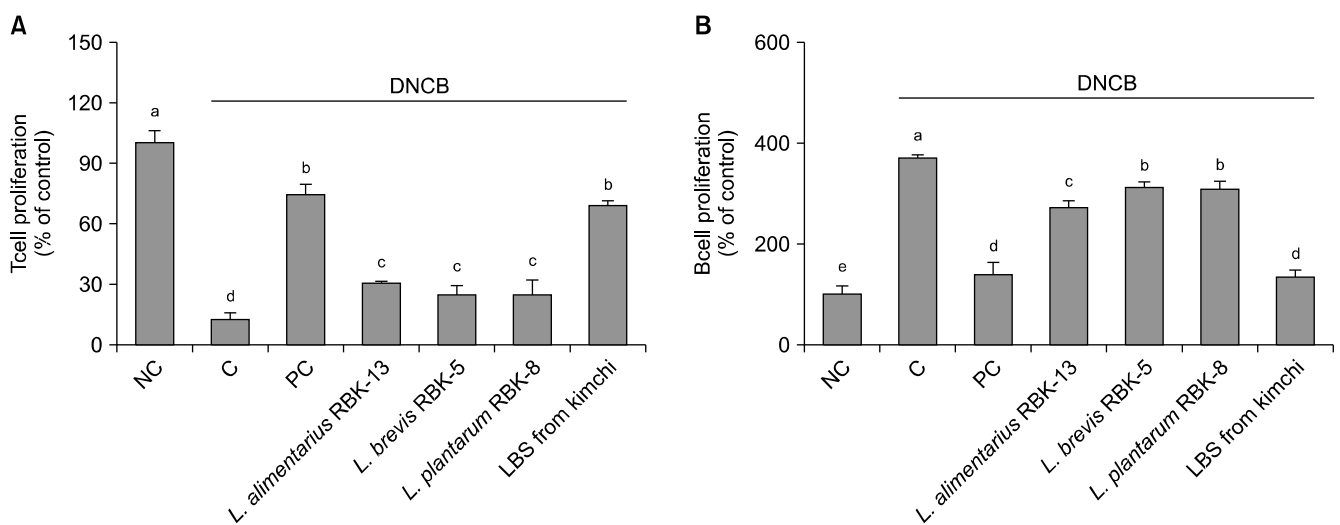 A
150
120
90
60
30
0
Tcell proliferation
(% of control)
DNCB
a
d
b
c
c
c
b
NC
C
PC
L. alimentarius RBK-13
L. brevis RBK-5
L. plantarum RBK-8
LBS from kimchi
B
600
400
200
0
Bcell proliferation
(% of control)
DNCB
e
a
d
c
b
b
d
NC
C
PC
L. alimentarius RBK-13
L. brevis RBK-5
L. plantarum RBK-8
LBS from kimchi